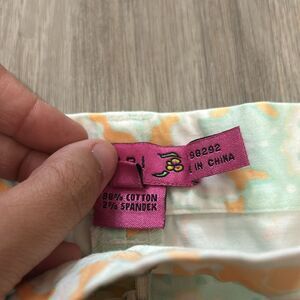 98292
IN CHINA
98% COTTON
2% SPANDEX